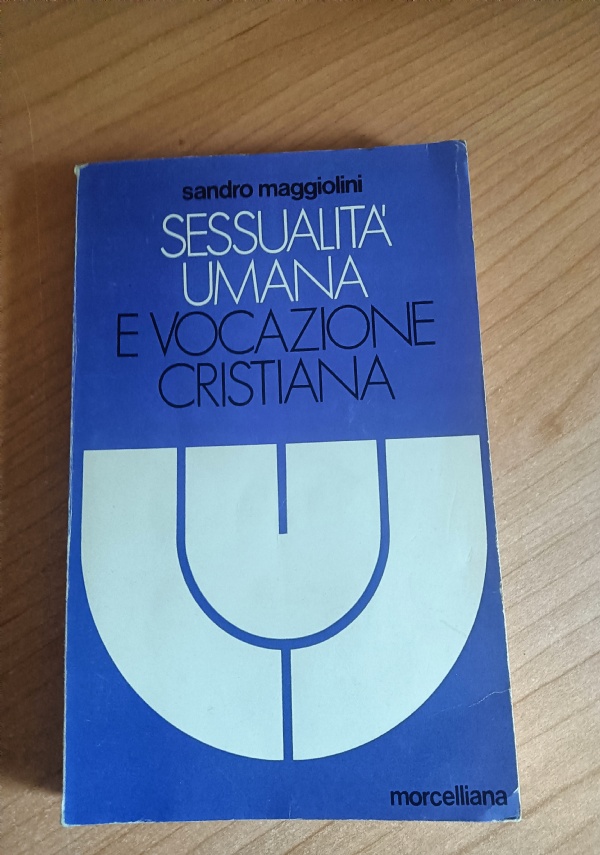 sandro maggiolini
SESSUALITA'
UMANA
E VOCAZIONE
CRISTIANA
morcelliana